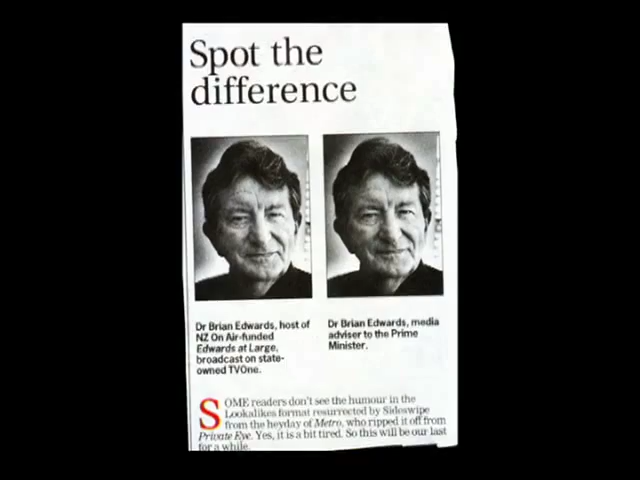 Spot the
difference
Dr Brian Edwards, host of
NZ On Air-funded
Edwards at Large,
broadcast on state-
owned TVOne.
Dr Brian Edwards, media
adviser to the Prime
Minister.
SOME readers don't see the humour in the
Lookalikes format resurrected by Sideswipe
from the heyday of Metro, who ripped it off from
Private Eye. Yes, it is a bit tired. So this will be our last
for a while.